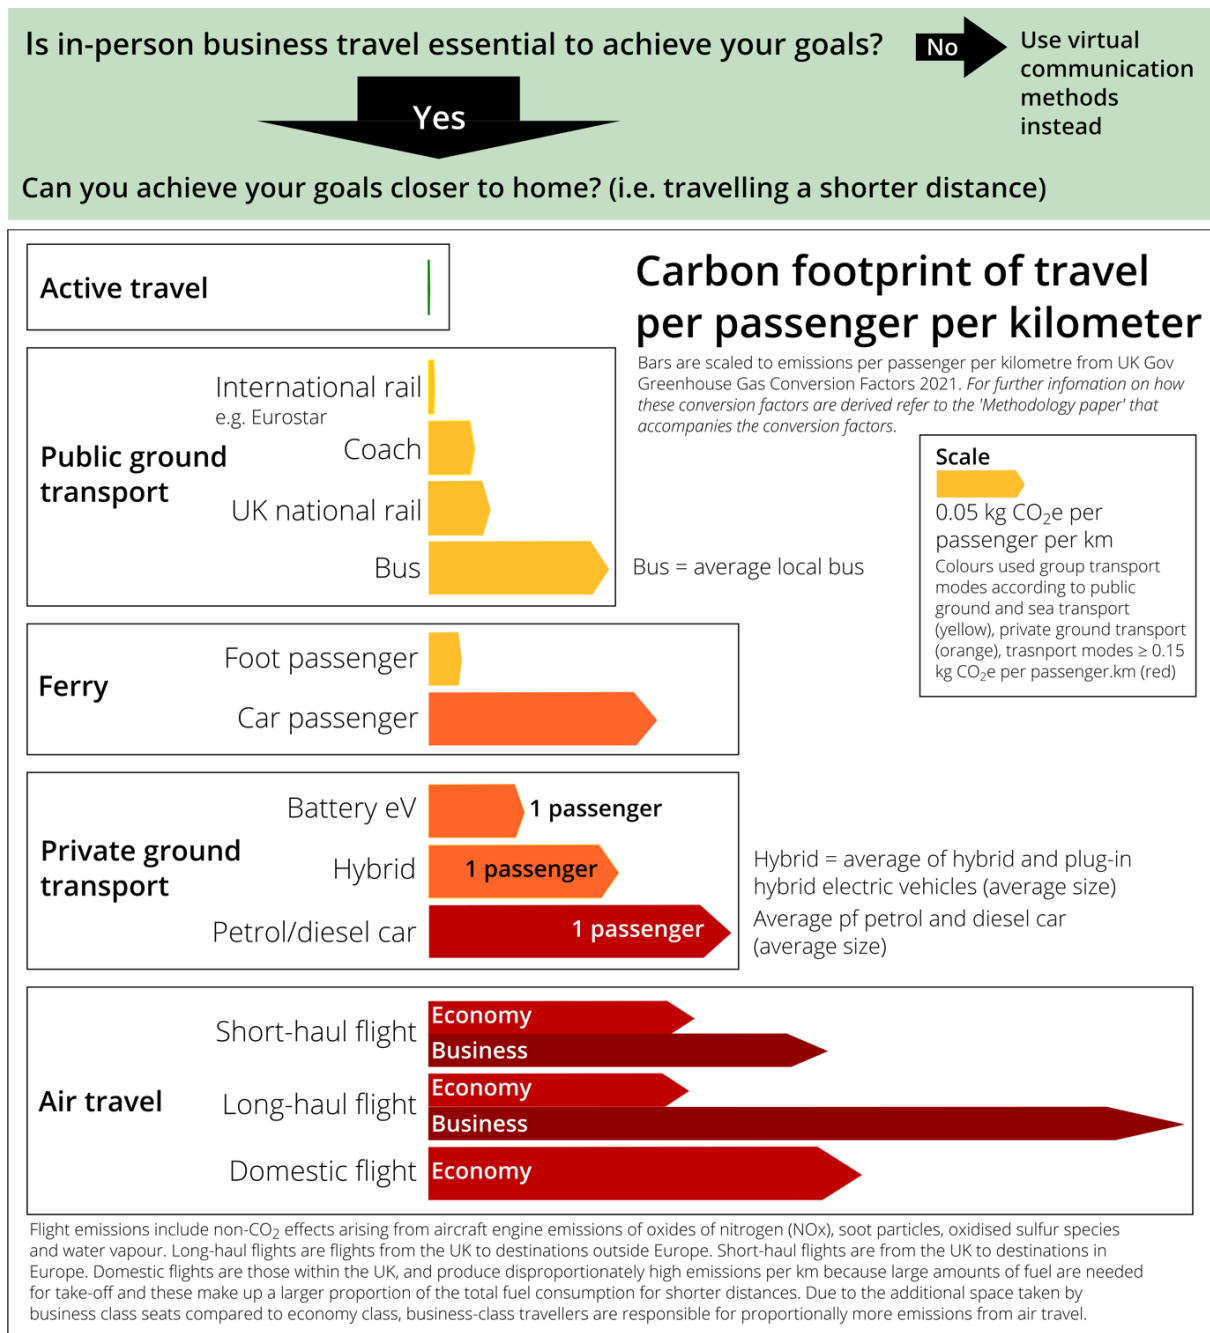 Is in-person business travel essential to achieve your goals?
No
Use virtual
communication
methods
instead
Yes
Can you achieve your goals closer to home? (i.e. travelling a shorter distance)
Active travel
Carbon footprint of travel
per passenger per kilometer
Bars are scaled to emissions per passenger per kilometre from UK Gov
Greenhouse Gas Conversion Factors 2021. For further infomation on how
these conversion factors are derived refer to the 'Methodology paper' that
accompanies the conversion factors.
Public ground
transport
International rail
e.g. Eurostar
Coach
UK national rail
Bus
Bus = average local bus
Scale
0.05 kg CO₂e per
passenger per km
Colours used group transport
modes according to public
ground and sea transport
(yellow), private ground transport
(orange), trasnport modes ≥ 0.15
kg CO₂e per passenger.km (red)
Ferry
Foot passenger
Car passenger
Private ground
transport
Battery eV
1 passenger
Hybrid
1 passenger
Hybrid = average of hybrid and plug-in
hybrid electric vehicles (average size)
Petrol/diesel car
1 passenger
Average pf petrol and diesel car
(average size)
Air travel
Short-haul flight
Economy
Business
Long-haul flight
Economy
Business
Domestic flight
Economy
Flight emissions include non-CO₂ effects arising from aircraft engine emissions of oxides of nitrogen (NOx), soot particles, oxidised sulfur species
and water vapour. Long-haul flights are flights from the UK to destinations outside Europe. Short-haul flights are from the UK to destinations in
Europe. Domestic flights are those within the UK, and produce disproportionately high emissions per km because large amounts of fuel are needed
for take-off and these make up a larger proportion of the total fuel consumption for shorter distances. Due to the additional space taken by
business class seats compared to economy class, business-class travellers are responsible for proportionally more emissions from air travel.